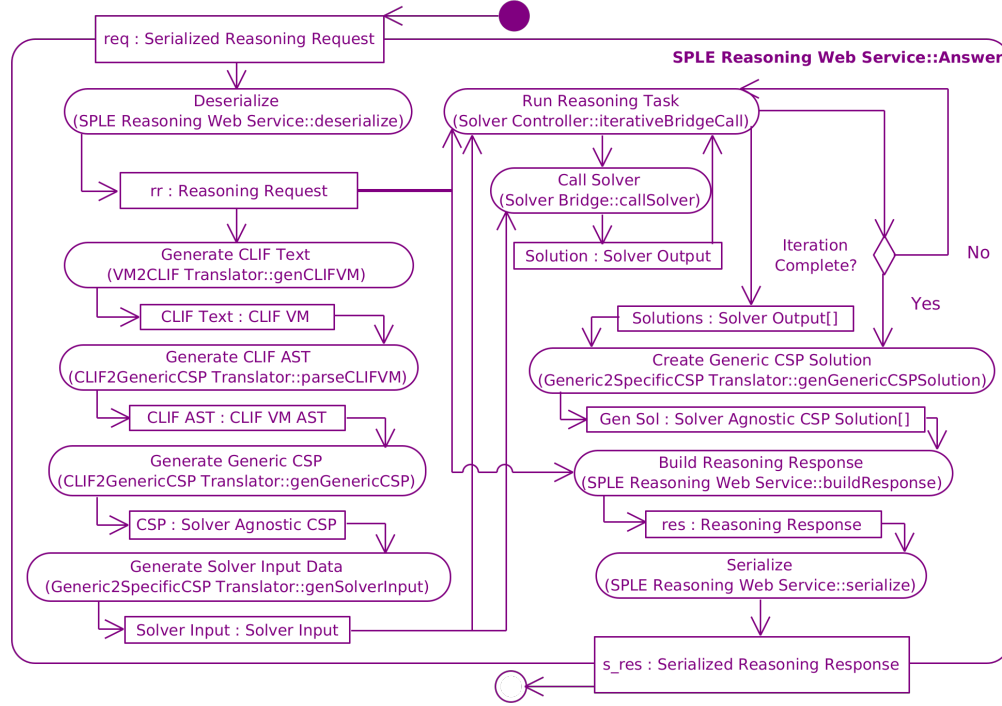 req : Serialized Reasoning Request
SPLE Reasoning Web Service::Answer
Deserialize
(SPLE Reasoning Web Service::deserialize)
rr : Reasoning Request
Generate CLIF Text
(VM2CLIF Translator::genCLIFVM)
CLIF Text : CLIF VM
Generate CLIF AST
(CLIF2GenericCSP Translator::parseCLIFVM)
CLIF AST : CLIF VM AST
Generate Generic CSP
(CLIF2GenericCSP Translator::genGenericCSP)
CSP : Solver Agnostic CSP
Generate Solver Input Data
(Generic2SpecificCSP Translator::genSolverInput)
Solver Input : Solver Input
Run Reasoning Task
(Solver Controller::iterativeBridgeCall)
Call Solver
(Solver Bridge::callSolver)
Solution : Solver Output
Iteration
Complete?
No
Yes
Solutions : Solver Output[]
Create Generic CSP Solution
(Generic2SpecificCSP Translator::genGenericCSPSolution)
Gen Sol : Solver Agnostic CSP Solution[]
Build Reasoning Response
(SPLE Reasoning Web Service::buildResponse)
res : Reasoning Response
Serialize
(SPLE Reasoning Web Service::serialize)
s_res : Serialized Reasoning Response